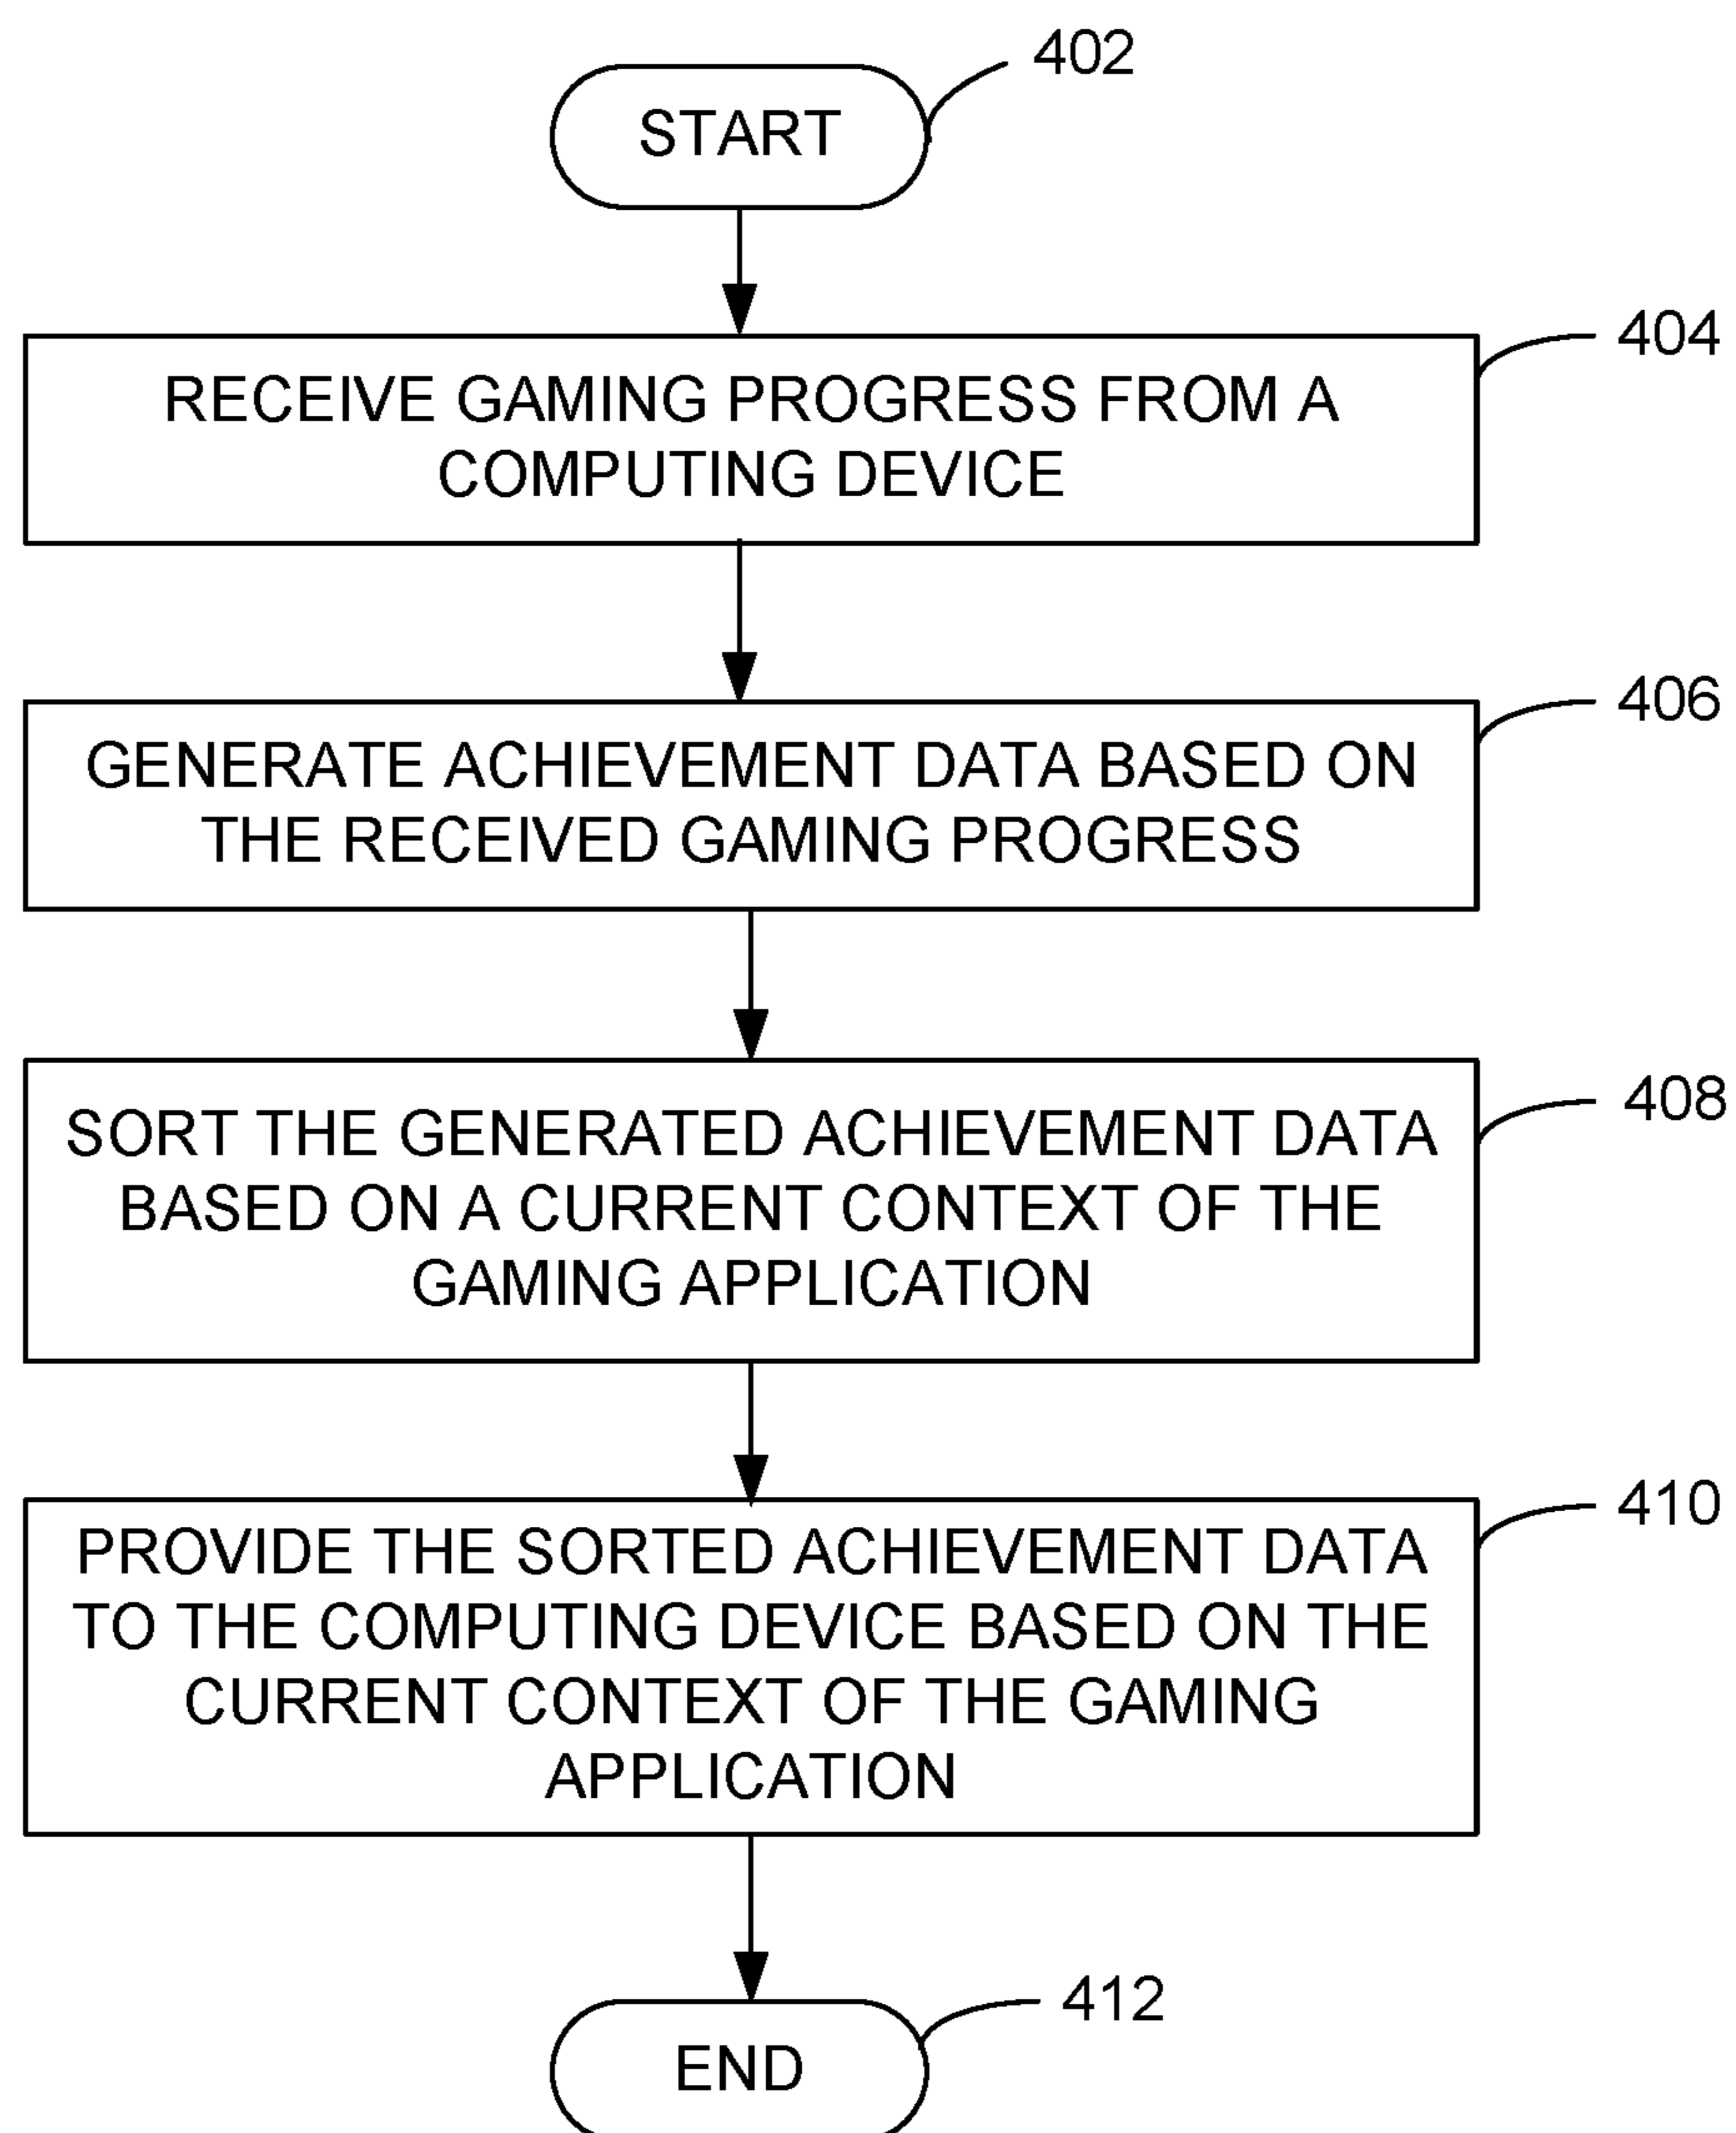 402
START
404
RECEIVE GAMING PROGRESS FROM A
COMPUTING DEVICE
406
GENERATE ACHIEVEMENT DATA BASED ON
THE RECEIVED GAMING PROGRESS
408
SORT THE GENERATED ACHIEVEMENT DATA
BASED ON A CURRENT CONTEXT OF THE
GAMING APPLICATION
410
PROVIDE THE SORTED ACHIEVEMENT DATA
TO THE COMPUTING DEVICE BASED ON THE
CURRENT CONTEXT OF THE GAMING
APPLICATION
412
END